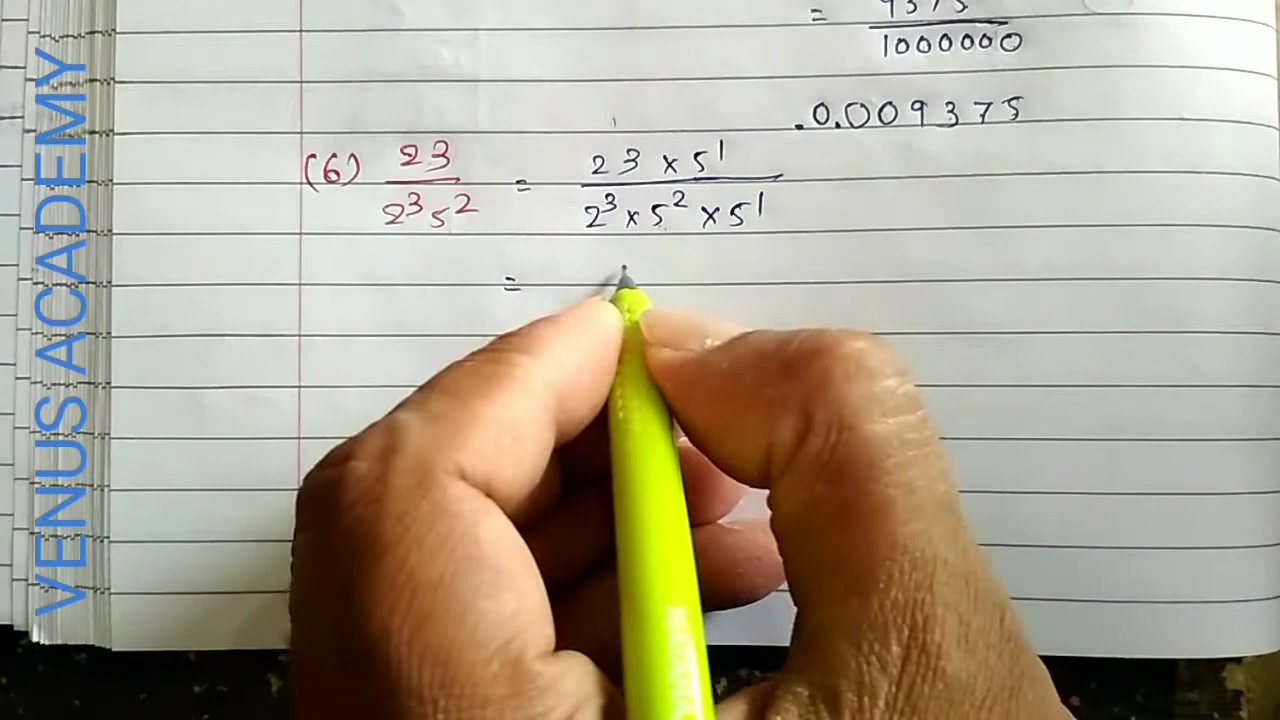 VENUS ACADEMY
= 9375/1000000
.0.009375
(6) 23/2³5² = 23 × 5¹/2³ × 5² × 5¹
=